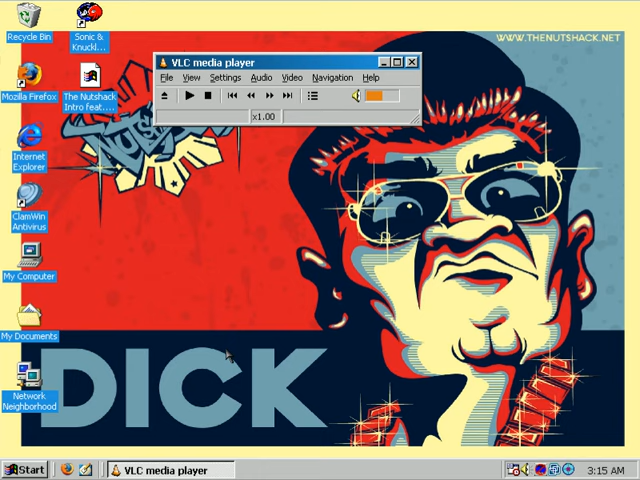 Recycle Bin
Sonic &
Knuckl...
Mozilla Firefox
The Nutshack
Intro feat....
Internet
Explorer
ClamWin
Antivirus
My Computer
My Documents
Network
Neighborhood
WWW.THENUTSHACK.NET
VLC media player
File View Settings Audio Video Navigation Help
x1.00
DICK
Start
VLC media player
3:15 AM